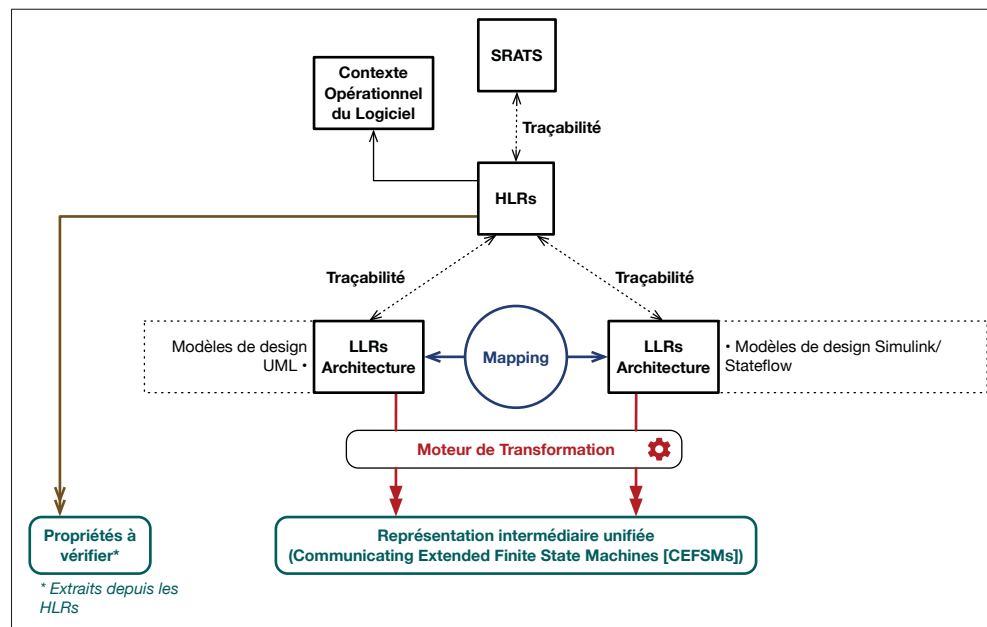 SRATS
Contexte
Opérationnel
du Logiciel
Traçabilité
HLRs
Traçabilité
Traçabilité
Modèles de design
UML •
LLRs
Architecture
Mapping
LLRs
Architecture
• Modèles de design Simulink/
Stateflow
Moteur de Transformation
Propriétés à
vérifier*
Représentation intermédiaire unifiée
(Communicating Extended Finite State Machines [CEFSMs])
* Extraits depuis les
HLRs